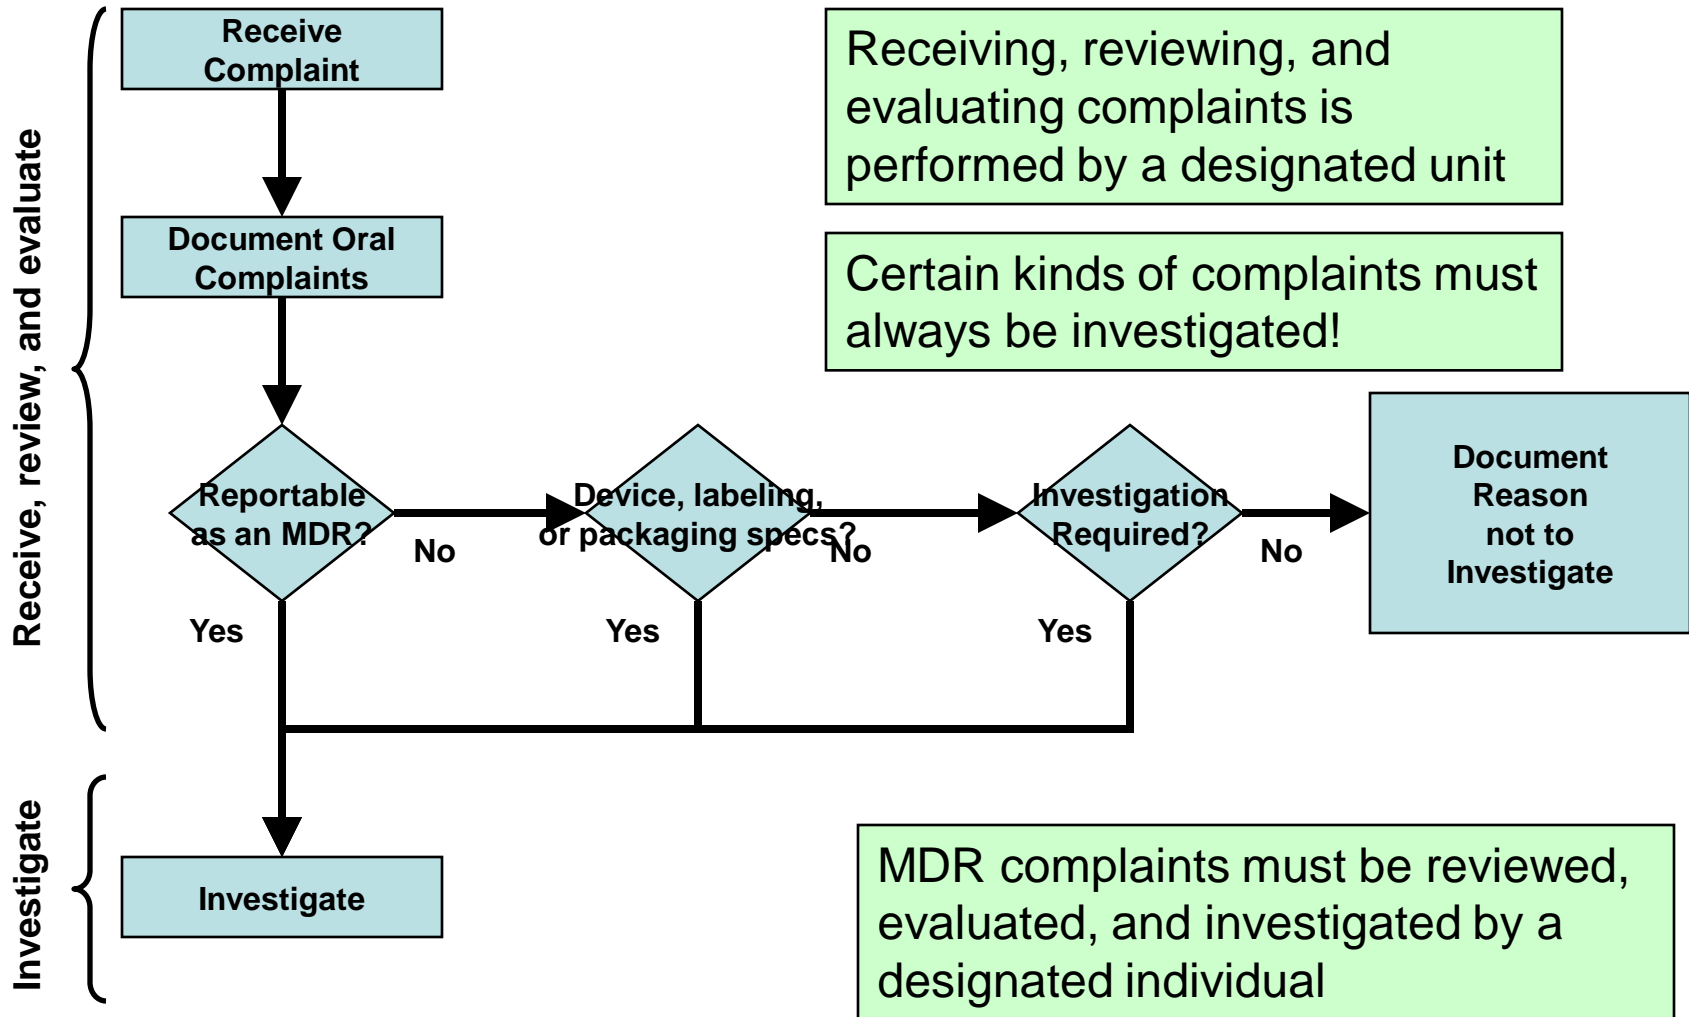 Receive, review, and evaluate
Receive
Complaint
Receiving, reviewing, and
evaluating complaints is
performed by a designated unit
Document Oral
Complaints
Certain kinds of complaints must
always be investigated!
Reportable
as an MDR?
No
Yes
Device, labeling,
or packaging specs?
No
Yes
Investigation
Required?
No
Yes
Document
Reason
not to
Investigate
Investigate
Investigate
MDR complaints must be reviewed,
evaluated, and investigated by a
designated individual